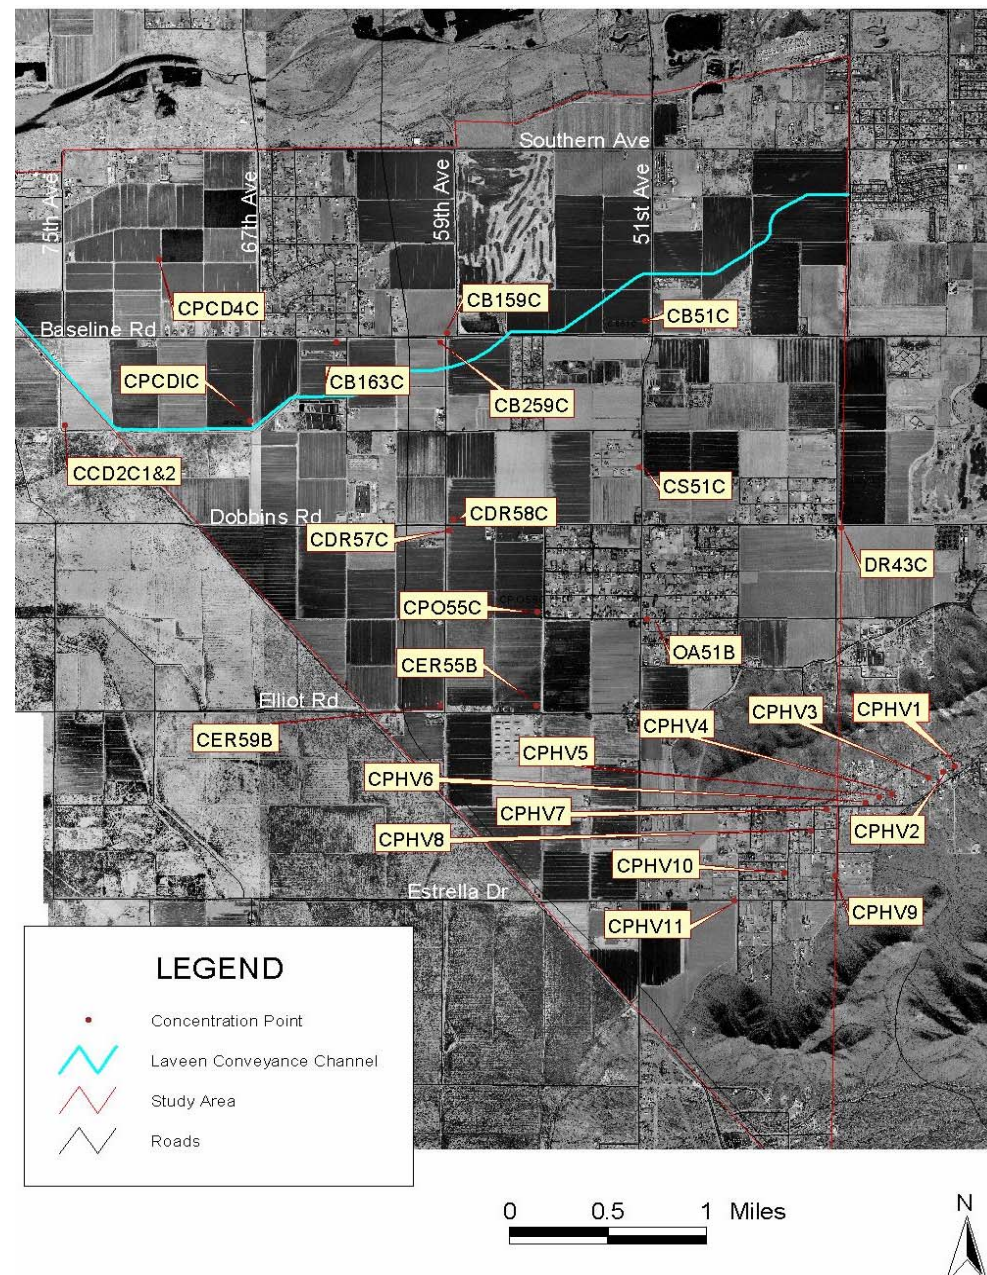 Southern Ave
75th Ave
67th Ave
59th Ave
51st Ave
CPCD4C
CB159C
CB51C
Baseline Rd
CPCDIC
CB163C
CB259C
CCD2C1&2
CS51C
Dobbins Rd
CDR58C
CDR57C
DR43C
CPO55C
OA51B
CER55B
Elliot Rd
CER59B
CPHV1
CPHV3
CPHV4
CPHV5
CPHV6
CPHV7
CPHV2
CPHV8
CPHV10
Estrella Dr
CPHV9
CPHV11
LEGEND
Concentration Point
Laveen Conveyance Channel
Study Area
Roads
0 0.5 1 Miles
N